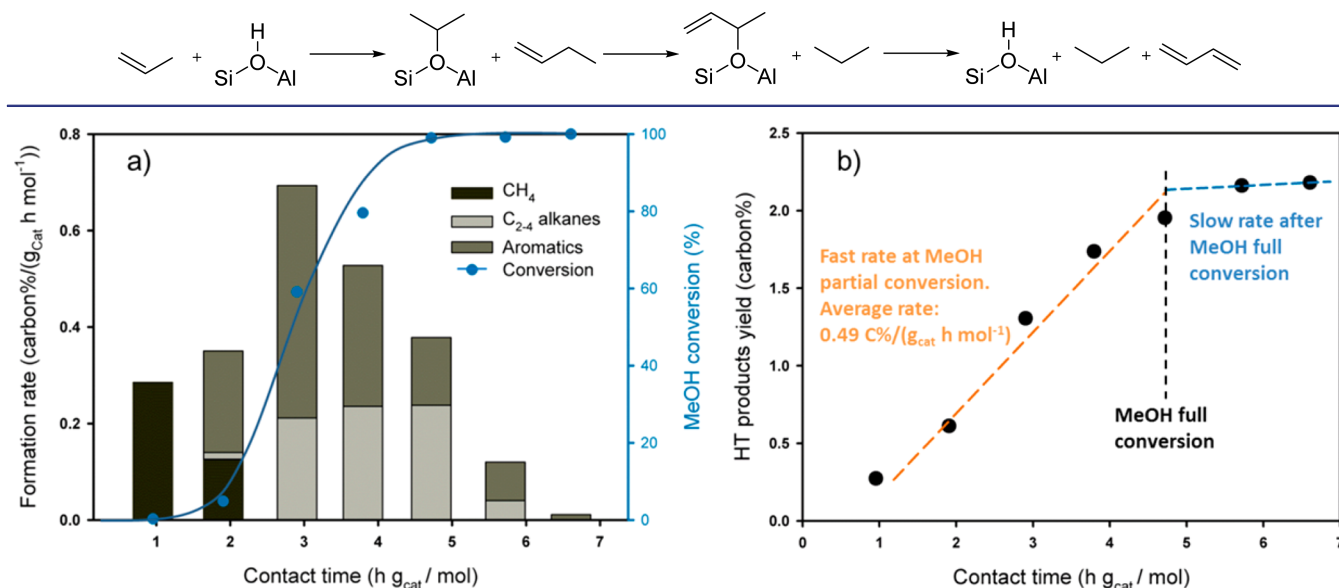 H
+ O + O + O + +
Si Al Si Al Si Al
H
a)
Formation rate (carbon%/(gCat h mol⁻¹))
0.8
0.6
0.4
0.2
0.0
CH₄
C₂₋₄ alkanes
Aromatics
Conversion
100
80
60
40
20
0
MeOH conversion (%)
1 2 3 4 5 6 7
Contact time (h gcat / mol)
b)
HT products yield (carbon%)
2.5
2.0
1.5
1.0
0.5
0.0
Fast rate at MeOH
partial conversion.
Average rate:
0.49 C%/(gcat h mol⁻¹)
Slow rate after
MeOH full
conversion
MeOH full
conversion
0 1 2 3 4 5 6 7
Contact time (h gcat / mol)